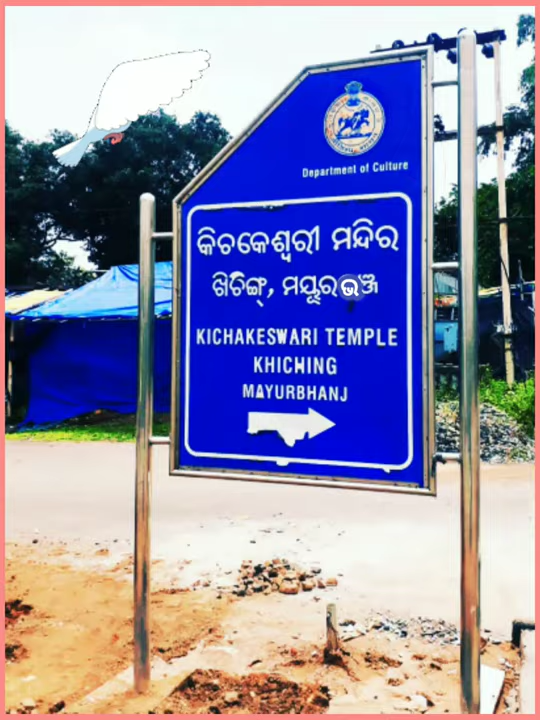 Department of Culture
କିଚକେଶ୍ୱରୀ ମନ୍ଦିର
ଖିଚିଙ୍ଗ୍, ମୟୂରଭଞ୍ଜ
KICHAKESWARI TEMPLE
KHICHING
MAYURBHANJ